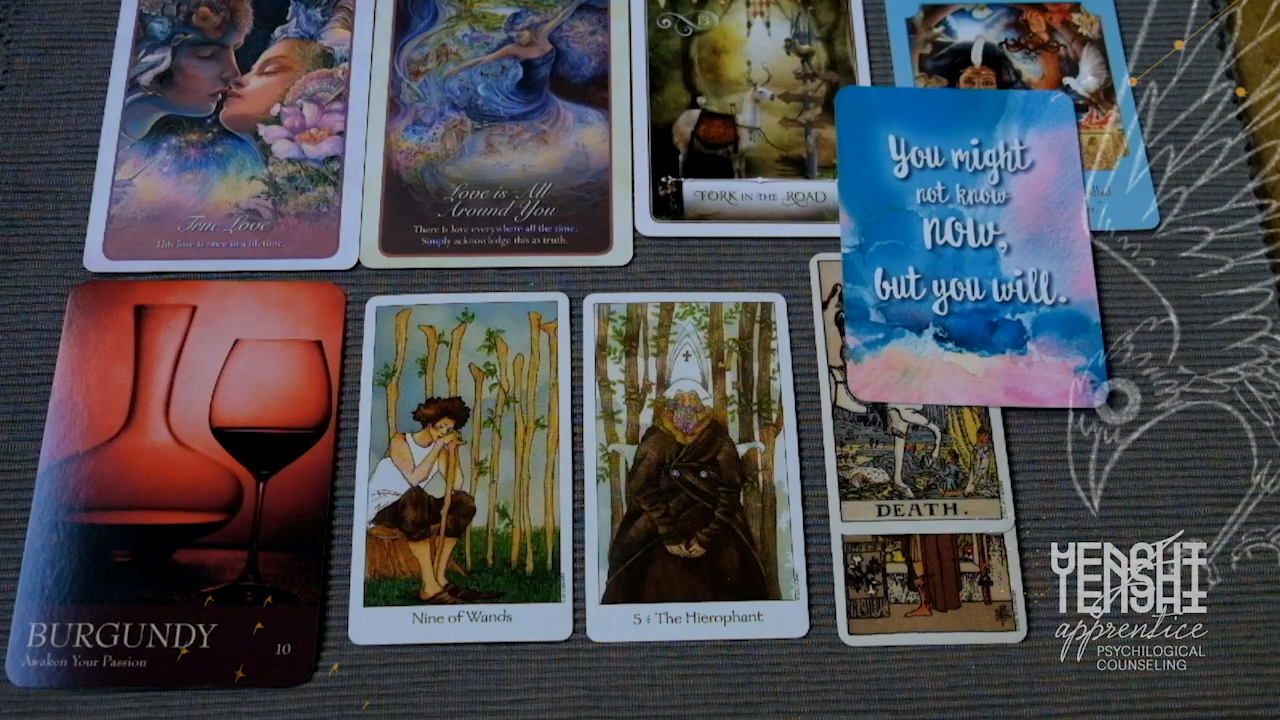 True Love
This love is once in a lifetime.
Love is All
Around You
There is love everywhere all the time.
Simply acknowledge this as truth.
13
FORK IN THE ROAD
You might
not know
now,
but you will.
BURGUNDY
Awaken Your Passion
10
Nine of Wands
5 ÷ The Hierophant
DEATH.
YENSHI
YENSHI
apprentice
PSYCHILOGICAL
COUNSELING